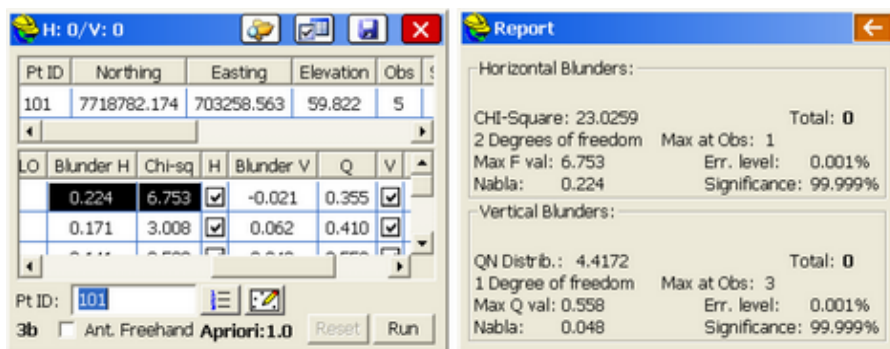 H: 0/V: 0
Pt ID Northing Easting Elevation Obs
101 7718782.174 703258.563 59.822 5
LO Blunder H Chi-sq H Blunder V Q V
0.224 6.753 -0.021 0.355
0.171 3.008 0.062 0.410
Pt ID: 101
3b Ant. Freehand Apriori:1.0 Reset Run
Report
Horizontal Blunders:
CHI-Square: 23.0259 Total: 0
2 Degrees of freedom Max at Obs: 1
Max F val: 6.753 Err. level: 0.001%
Nabla: 0.224 Significance: 99.999%
Vertical Blunders:
QN Distrib.: 4.4172 Total: 0
1 Degree of freedom Max at Obs: 3
Max Q val: 0.558 Err. level: 0.001%
Nabla: 0.048 Significance: 99.999%